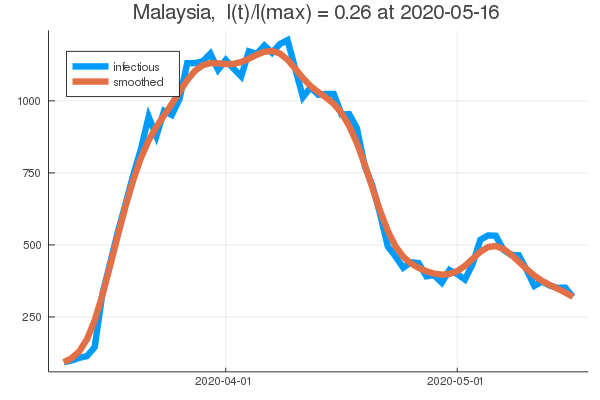 Malaysia, I(t)/I(max) = 0.26 at 2020-05-16
infectious
smoothed
1000
750
500
250
2020-04-01 2020-05-01